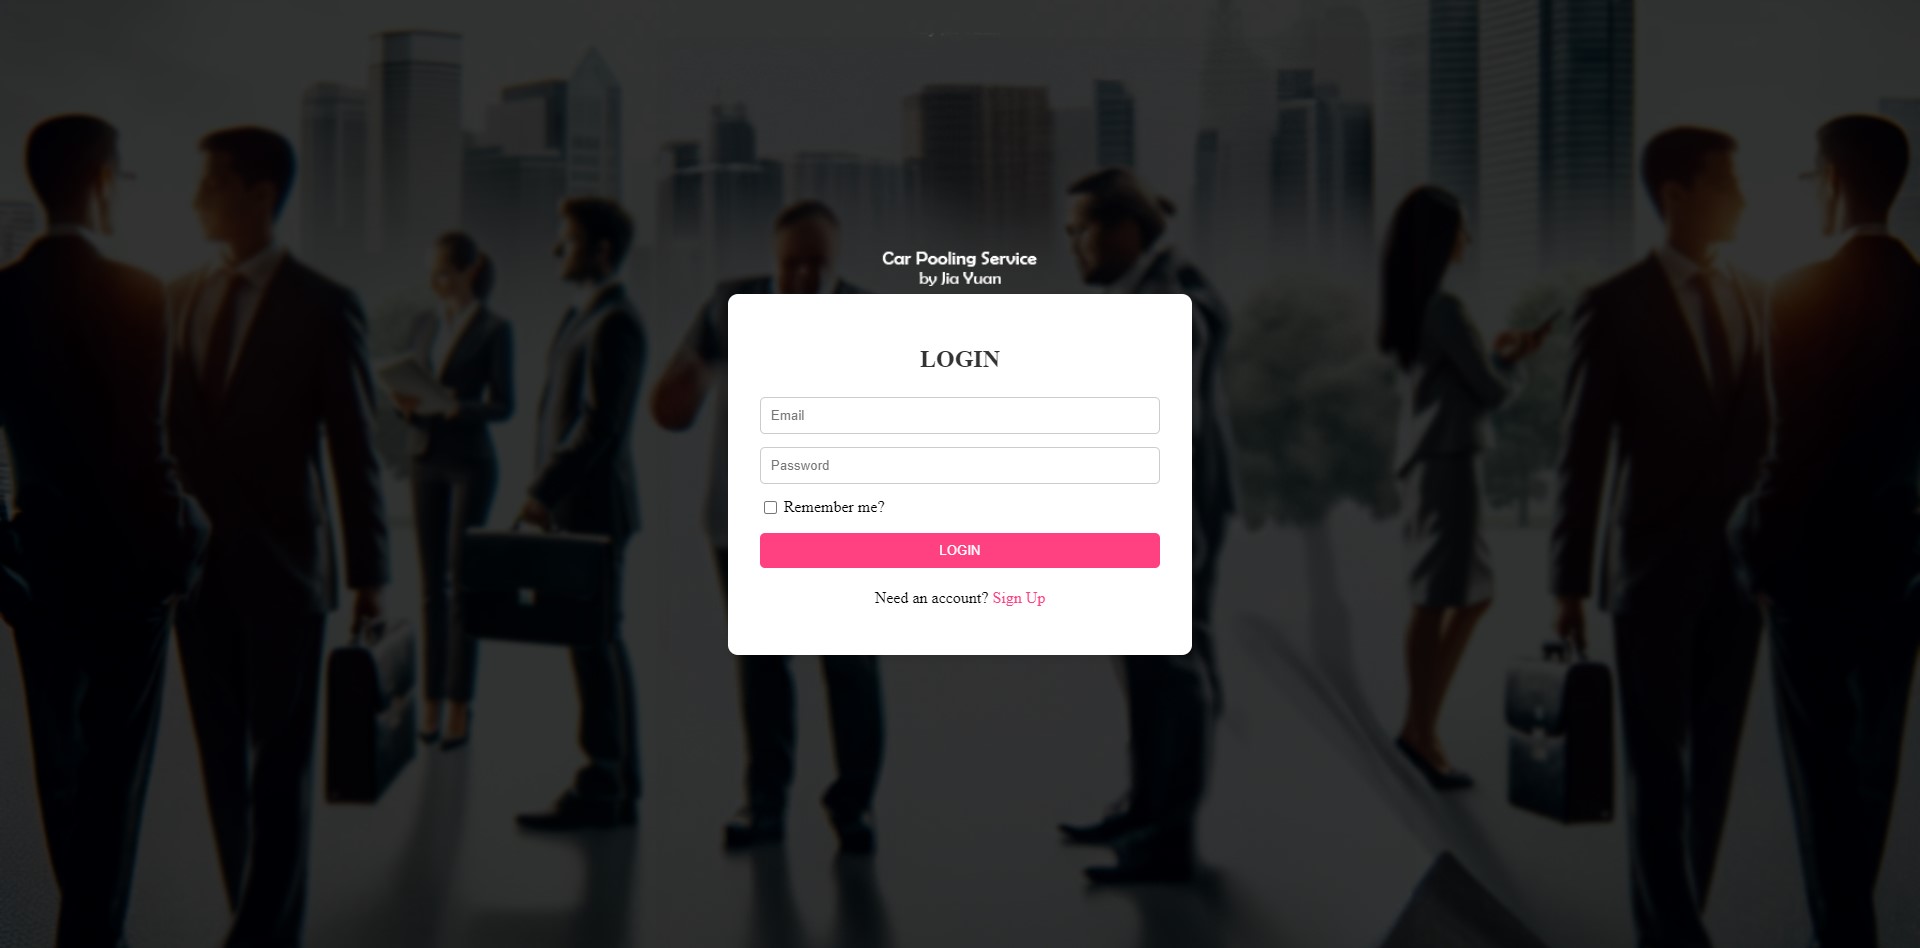 Car Pooling Service
by Jia Yuan
LOGIN
Email
Password
Remember me?
LOGIN
Need an account? Sign Up